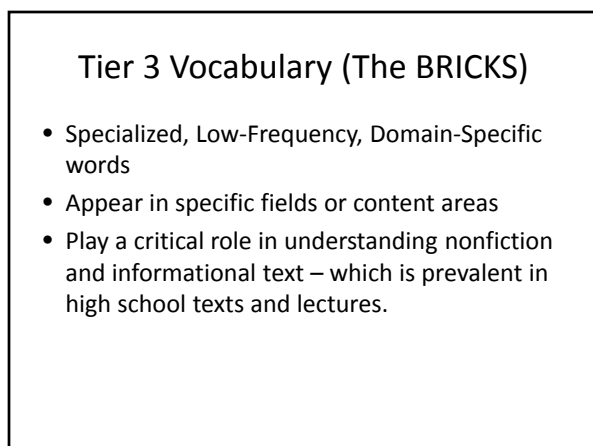 Tier 3 Vocabulary (The BRICKS)
• Specialized, Low-Frequency, Domain-Specific
words
• Appear in specific fields or content areas
• Play a critical role in understanding nonfiction
and informational text – which is prevalent in
high school texts and lectures.